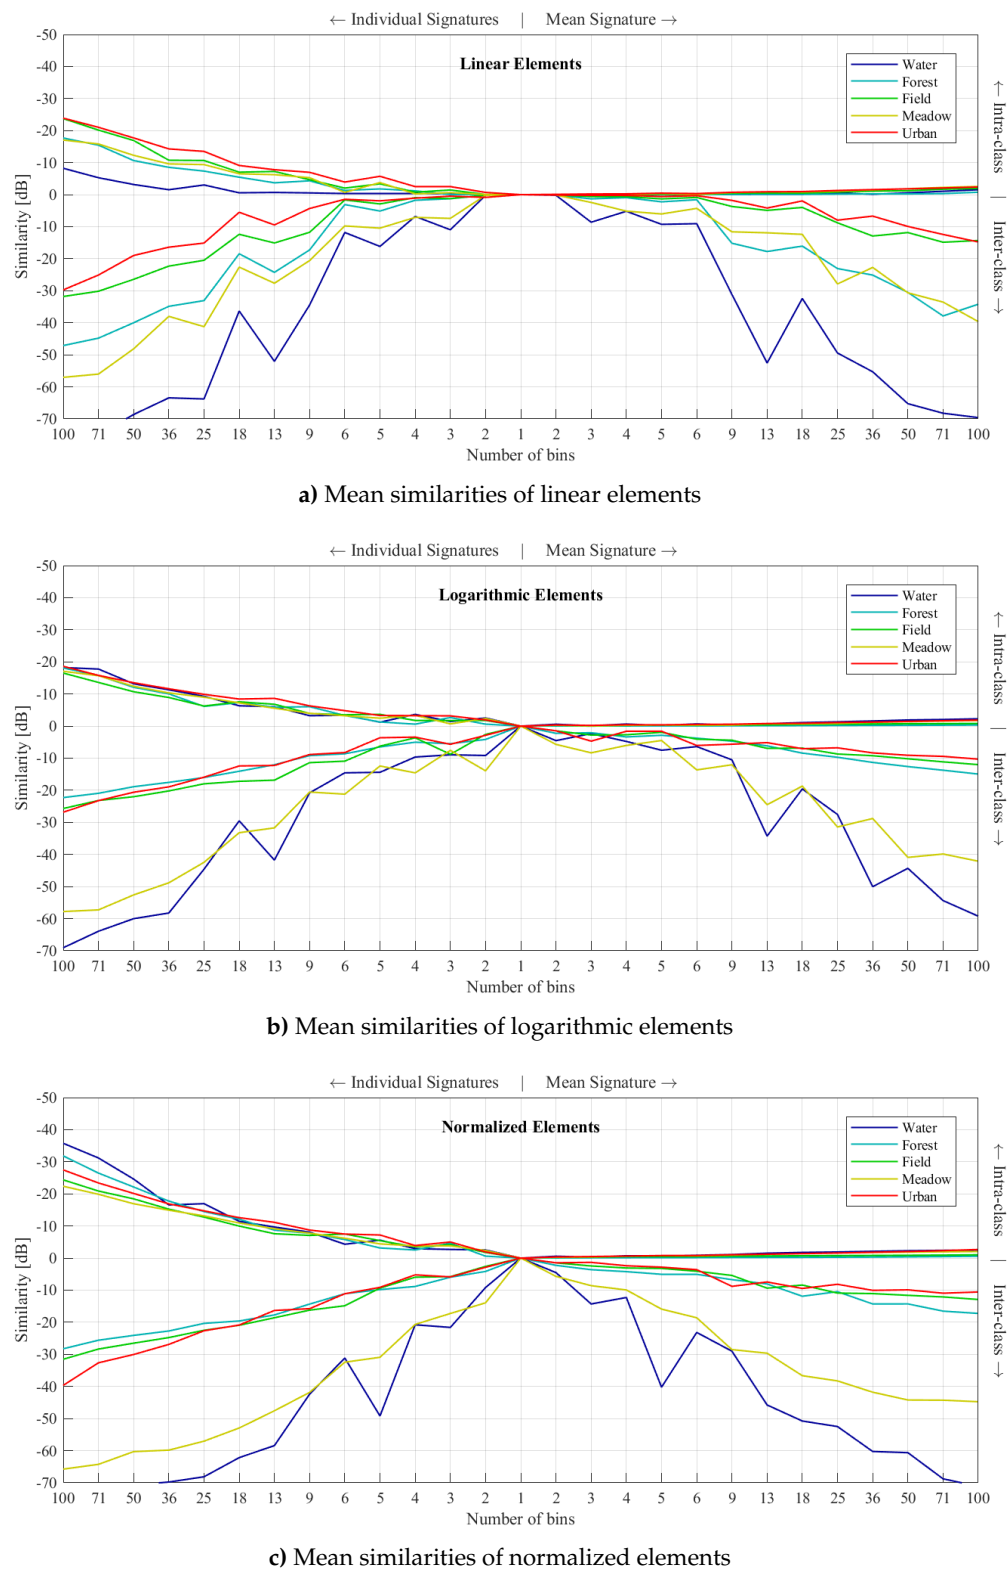 ← Individual Signatures | Mean Signature →
Linear Elements
Water
Forest
Field
Meadow
Urban
-50
-40
-30
-20
-10
0
-10
-20
-30
-40
-50
-60
-70
Similarity [dB]
← Intra-class | Inter-class →
100 71 50 36 25 18 13 9 6 5 4 3 2 1 2 3 4 5 6 9 13 18 25 36 50 71 100
Number of bins
a) Mean similarities of linear elements
← Individual Signatures | Mean Signature →
Logarithmic Elements
Water
Forest
Field
Meadow
Urban
-50
-40
-30
-20
-10
0
-10
-20
-30
-40
-50
-60
-70
Similarity [dB]
← Intra-class | Inter-class →
100 71 50 36 25 18 13 9 6 5 4 3 2 1 2 3 4 5 6 9 13 18 25 36 50 71 100
Number of bins
b) Mean similarities of logarithmic elements
← Individual Signatures | Mean Signature →
Normalized Elements
Water
Forest
Field
Meadow
Urban
-50
-40
-30
-20
-10
0
-10
-20
-30
-40
-50
-60
-70
Similarity [dB]
← Intra-class | Inter-class →
100 71 50 36 25 18 13 9 6 5 4 3 2 1 2 3 4 5 6 9 13 18 25 36 50 71 100
Number of bins
c) Mean similarities of normalized elements